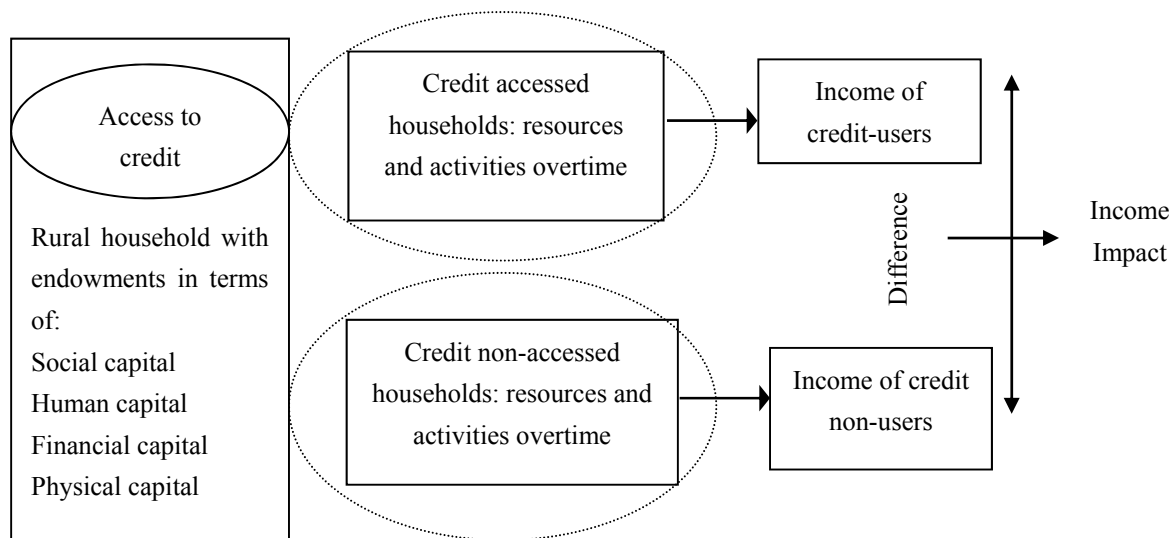 Access to
credit
Rural household with
endowments in terms
of:
Social capital
Human capital
Financial capital
Physical capital
Credit accessed
households: resources
and activities overtime
Credit non-accessed
households: resources and
activities overtime
Income of
credit-users
Difference
Income of credit
non-users
Income
Impact